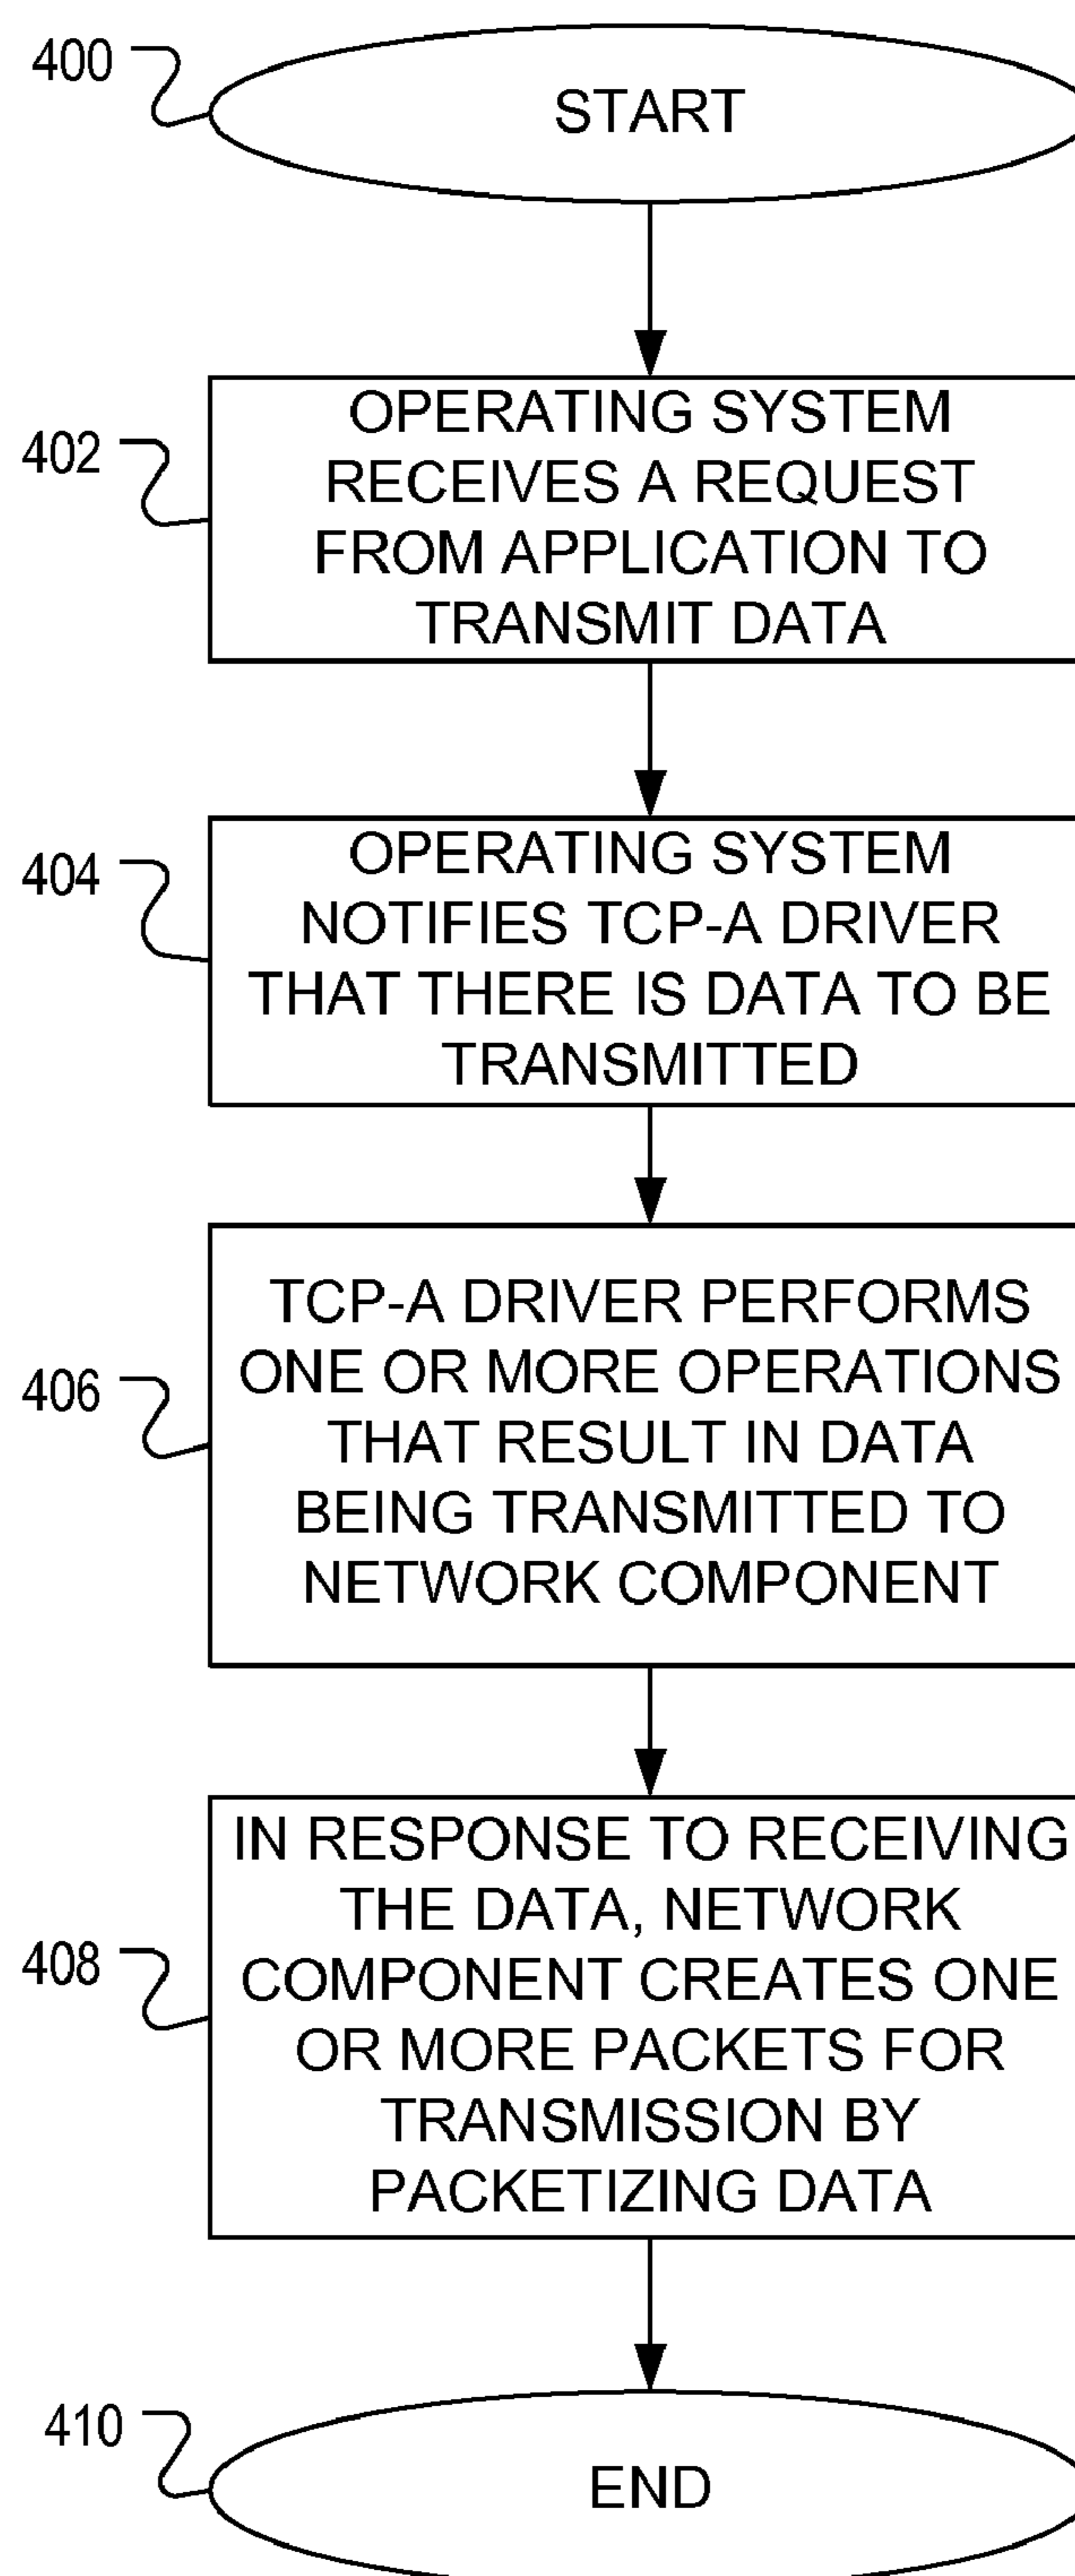 400
START
402
OPERATING SYSTEM
RECEIVES A REQUEST
FROM APPLICATION TO
TRANSMIT DATA
404
OPERATING SYSTEM
NOTIFIES TCP-A DRIVER
THAT THERE IS DATA TO BE
TRANSMITTED
406
TCP-A DRIVER PERFORMS
ONE OR MORE OPERATIONS
THAT RESULT IN DATA
BEING TRANSMITTED TO
NETWORK COMPONENT
408
IN RESPONSE TO RECEIVING
THE DATA, NETWORK
COMPONENT CREATES ONE
OR MORE PACKETS FOR
TRANSMISSION BY
PACKETIZING DATA
410
END